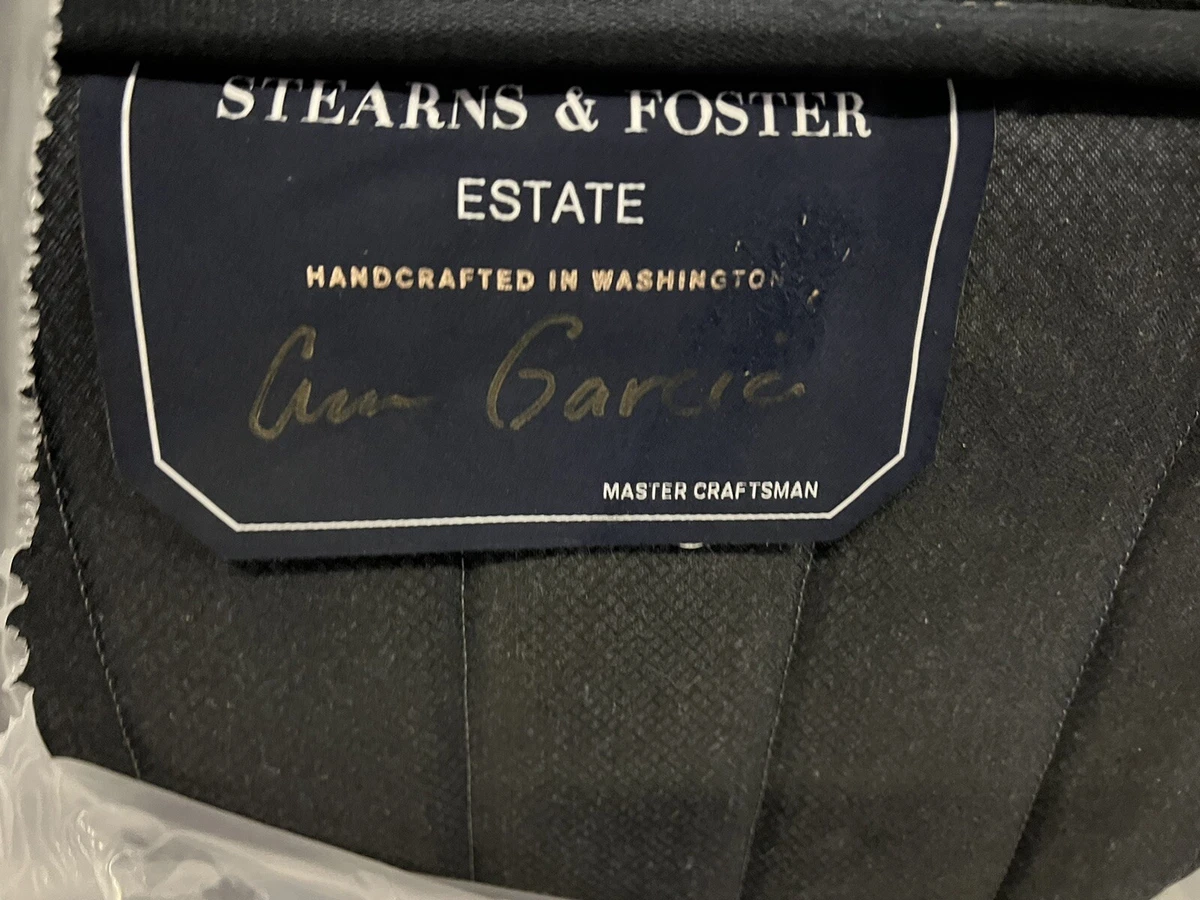 STEARNS & FOSTER
ESTATE
HANDCRAFTED IN WASHINGTON
Garcia
MASTER CRAFTSMAN